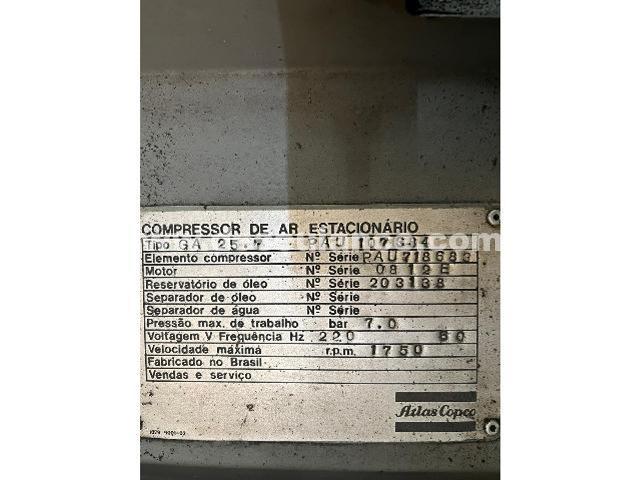 COMPRESSOR DE AR ESTACIONÁRIO
Tipo GA 25.7
Elemento compressor Nº Série PAU718683
Motor Nº Série 0812E
Reservatório de óleo Nº Série 203138
Separador de óleo Nº Série
Separador de água Nº Série
Pressão max. de trabalho bar 7.0
Voltagem V Frequência Hz 220 60
Velocidade máxima r.p.m. 1750
Fabricado no Brasil
Vendas e serviço
Atlas Copco